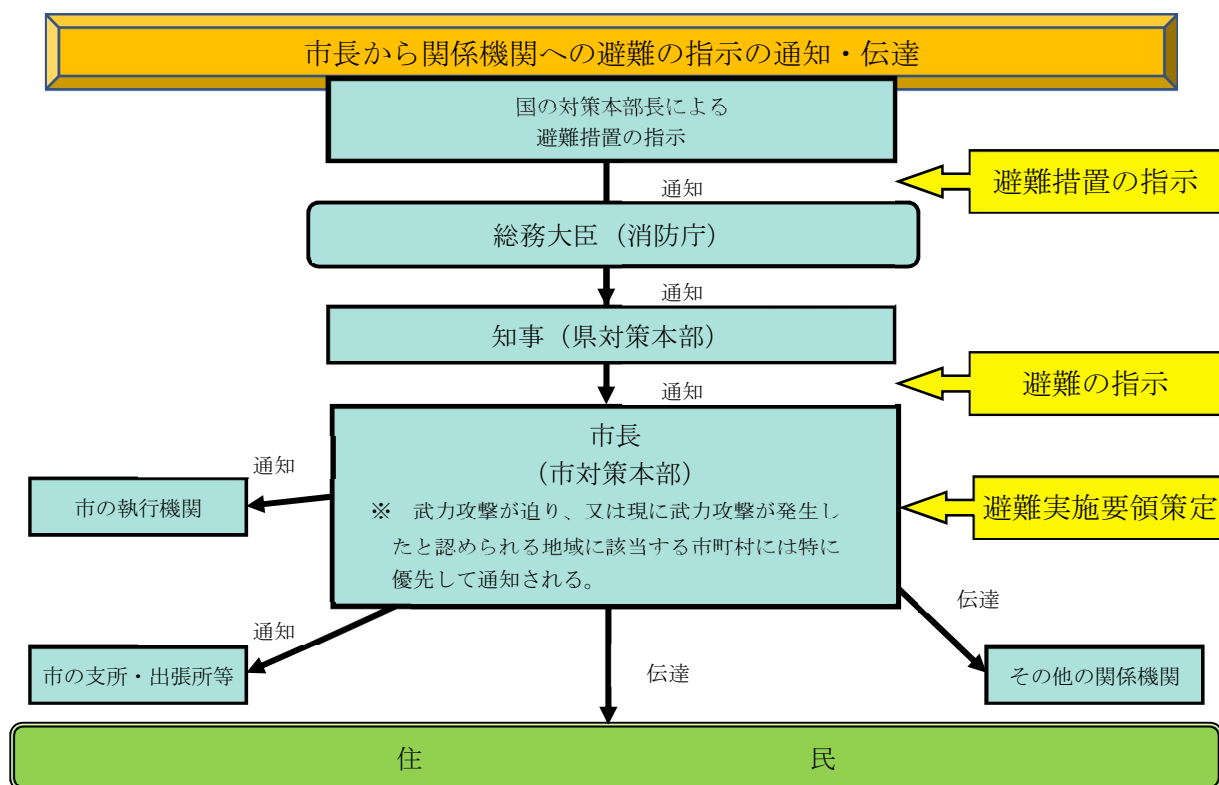 市長から関係機関への避難の指示の通知・伝達
国の対策本部長による
避難措置の指示
通知
避難措置の指示
総務大臣（消防庁）
通知
知事（県対策本部）
通知
避難の指示
市長
（市対策本部）
※　武力攻撃が迫り、又は現に武力攻撃が発生し
たと認められる地域に該当する市町村には特に
優先して通知される。
避難実施要領策定
通知
市の執行機関
通知
市の支所・出張所等
伝達
伝達
その他の関係機関
住　民